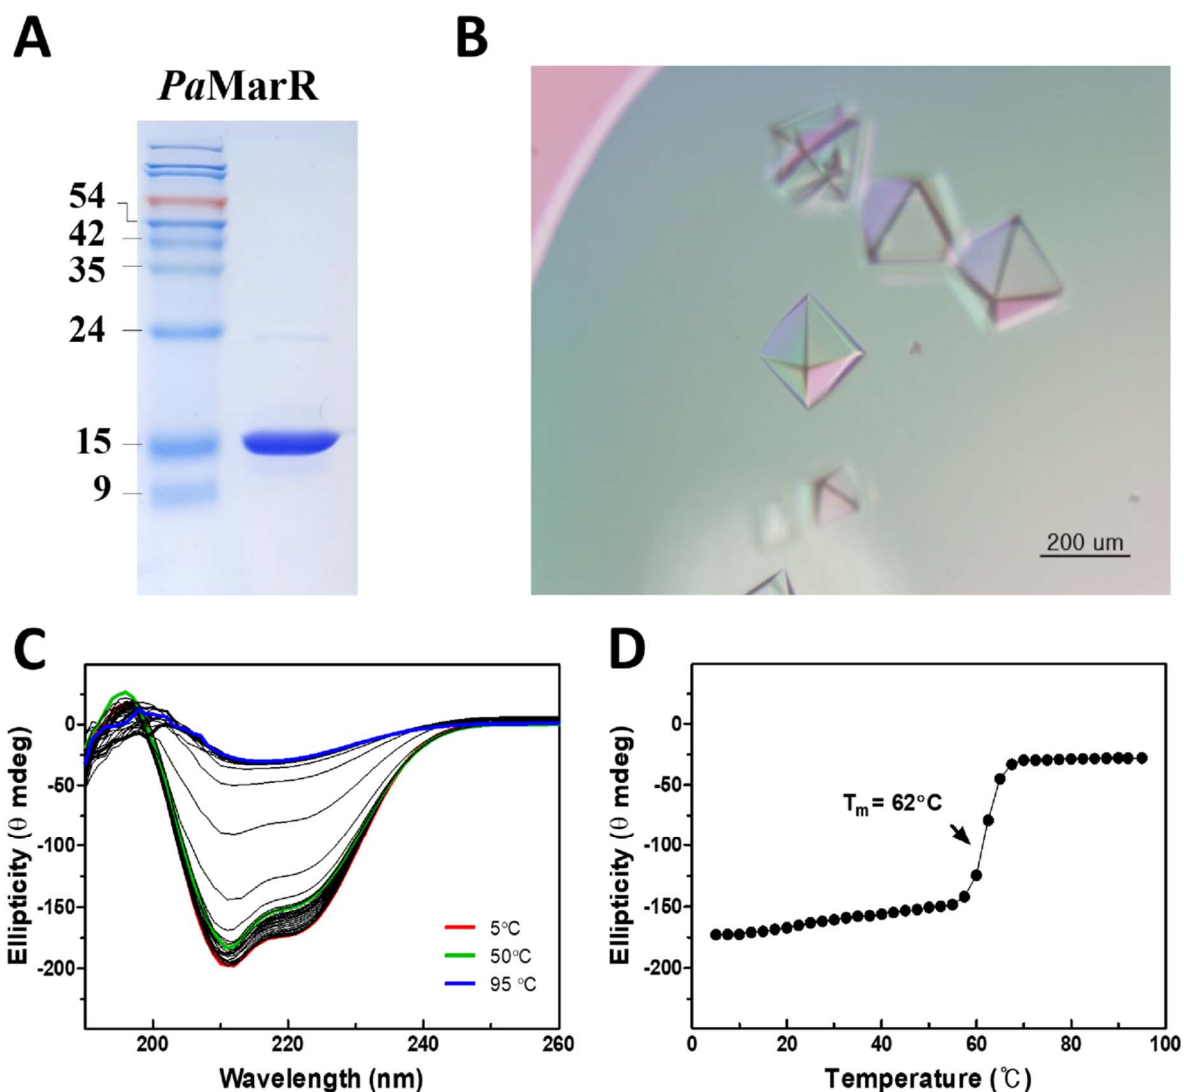 A
PaMarR
54
42
35
24
15
9
B
200 um
C
Ellipticity (θ mdeg)
0
-50
-100
-150
-200
5°C
50°C
95 °C
200
220
240
260
Wavelength (nm)
D
Ellipticity (θ mdeg)
0
-50
-100
-150
-200
Tm = 62°C
0
20
40
60
80
100
Temperature (℃)